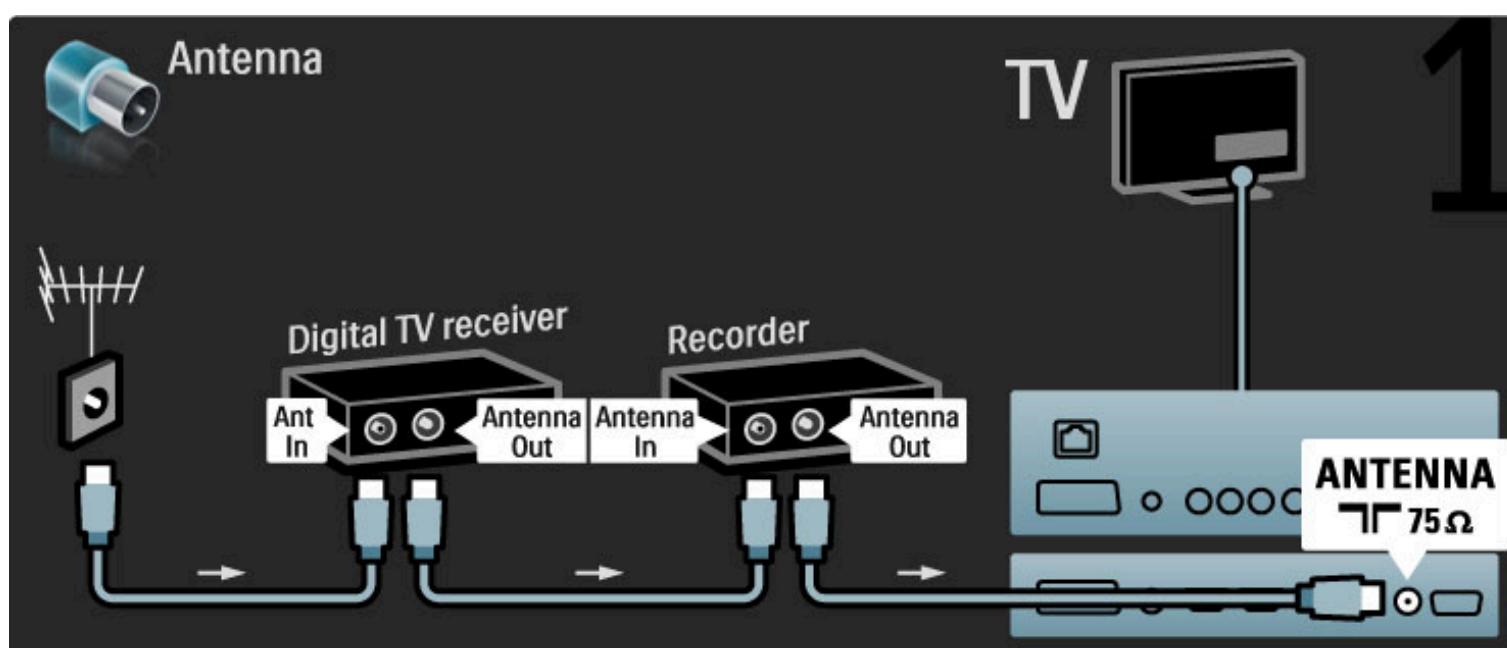 Antenna
TV
1
Digital TV receiver
Recorder
Ant
In
Antenna
Out
Antenna
In
Antenna
Out
ANTENNA
75Ω